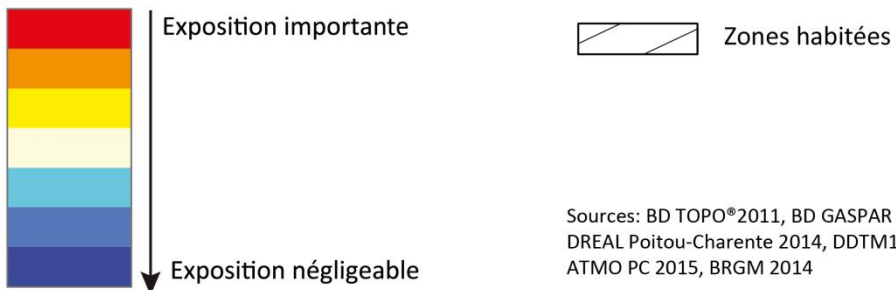 Exposition importante
Zones habitées
Exposition négligeable
Sources: BD TOPO®2011, BD GASPAR
DREAL Poitou-Charente 2014, DDTM1
ATMO PC 2015, BRGM 2014